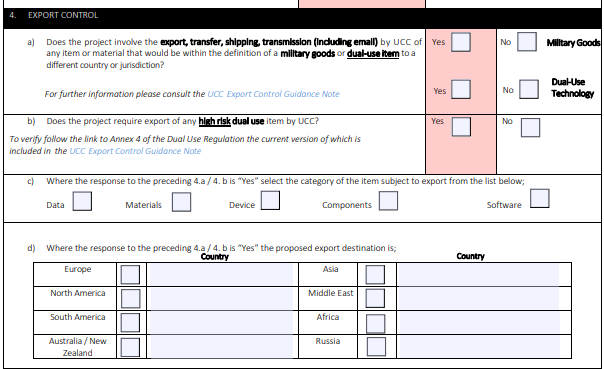 4. EXPORT CONTROL
a) Does the project involve the export, transfer, shipping, transmission (including email) by UCC of Yes No Military Goods
any item or material that would be within the definition of a military goods or dual-use item to a
different country or jurisdiction?
For further information please consult the UCC Export Control Guidance Note Yes No Dual-Use
Technology
b) Does the project require export of any high risk dual use item by UCC? Yes No
To verify follow the link to Annex 4 of the Dual Use Regulation the current version of which is
included in the UCC Export Control Guidance Note
c) Where the response to the preceding 4.a / 4. b is "Yes" select the category of the item subject to export from the list below;
Data Materials Device Components Software
d) Where the response to the preceding 4.a / 4. b is "Yes" the proposed export destination is;
Country Country
Europe Asia
North America Middle East
South America Africa
Australia / New Russia
Zealand